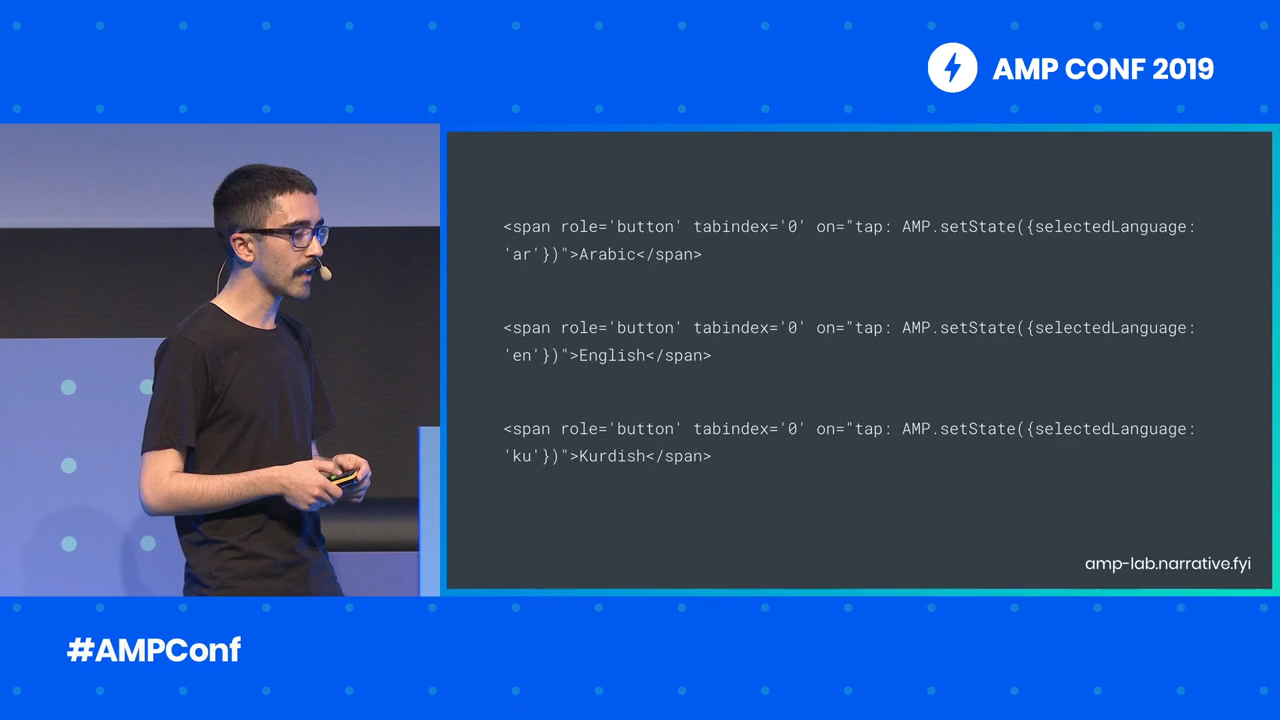 AMP CONF 2019
<span role='button' tabindex='0' on="tap: AMP.setState({selectedLanguage:
'ar'})">Arabic</span>
<span role='button' tabindex='0' on="tap: AMP.setState({selectedLanguage:
'en'})">English</span>
<span role='button' tabindex='0' on="tap: AMP.setState({selectedLanguage:
'ku'})">Kurdish</span>
amp-lab.narrative.fyi
#AMPConf